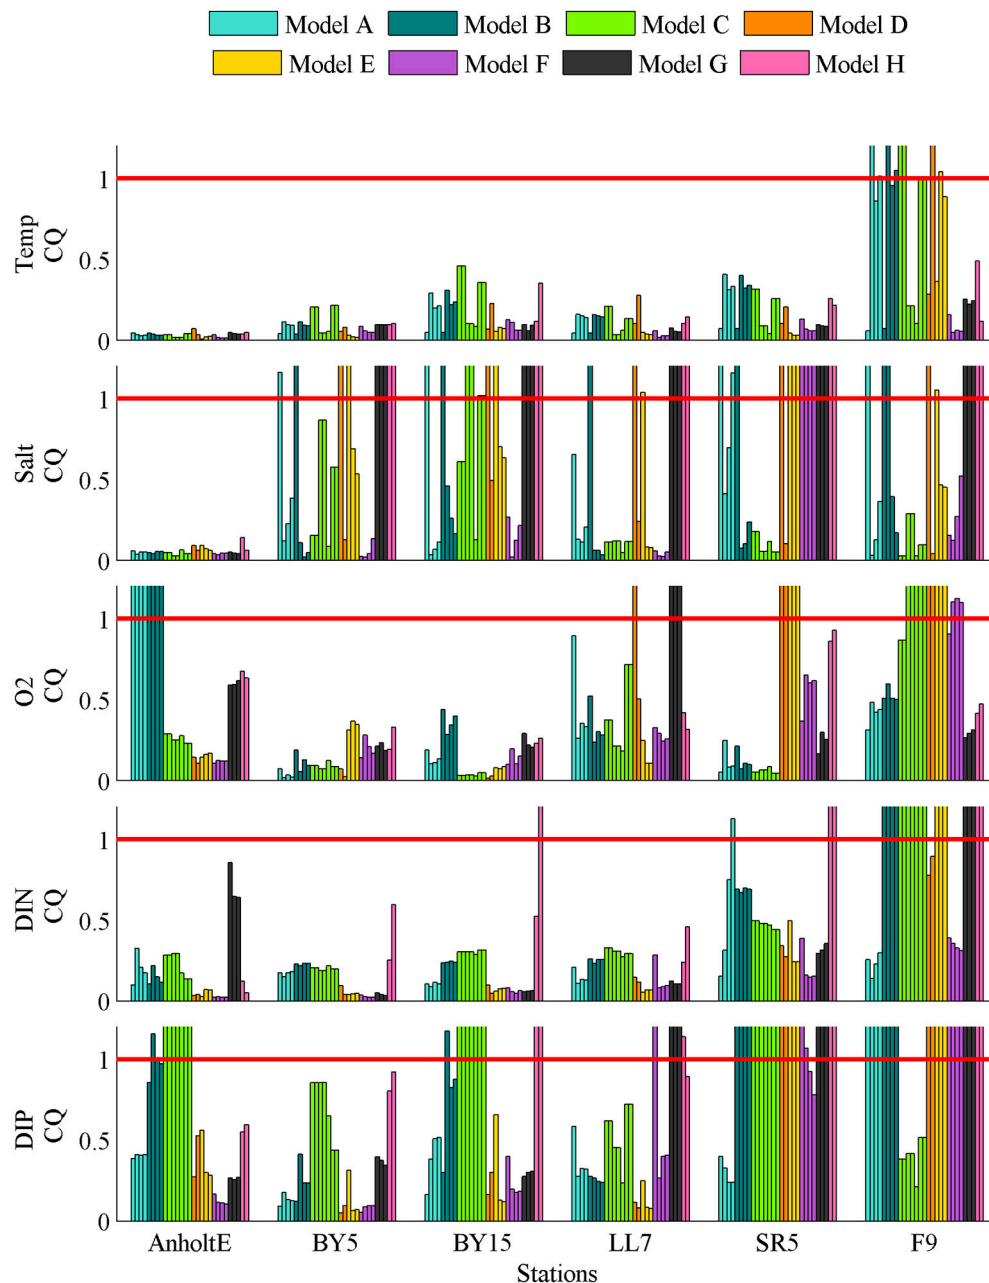 Model A Model B Model C Model D
Model E Model F Model G Model H
1
0.5
0
Temp
CQ
1
0.5
0
Salt
CQ
1
0.5
0
O2
CQ
1
0.5
0
DIN
CQ
1
0.5
0
DIP
CQ
AnholtE BY5 BY15 LL7 SR5 F9
Stations